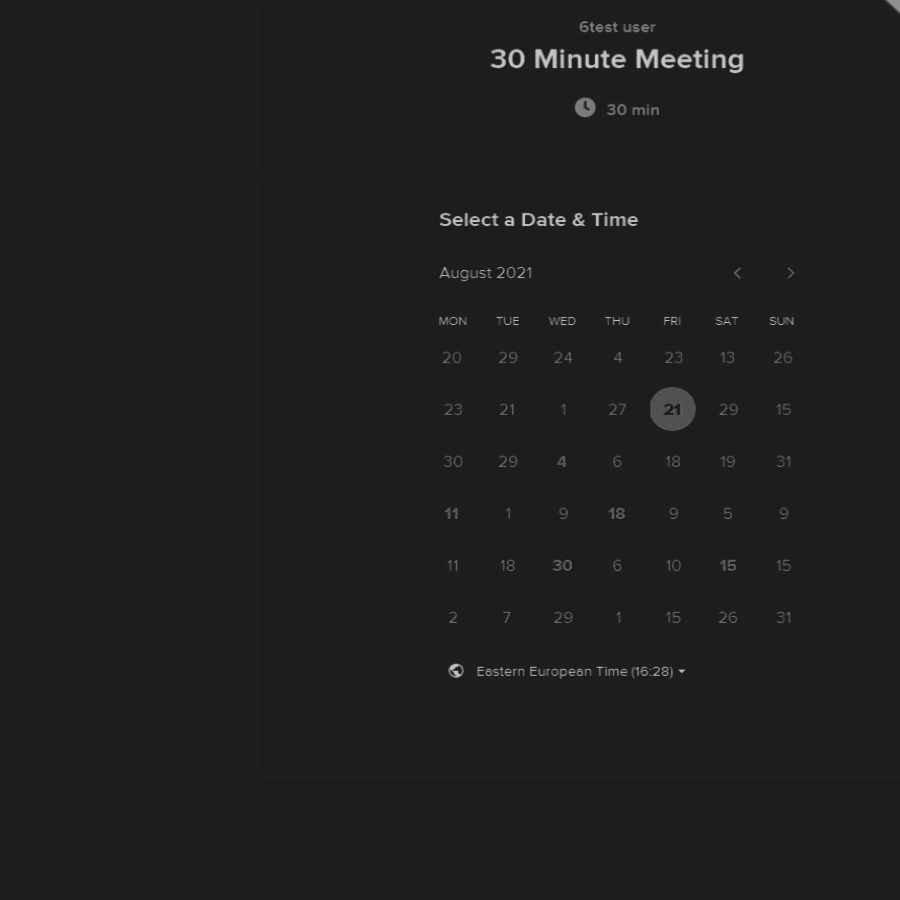 6test user
30 Minute Meeting
30 min
Select a Date & Time
August 2021
MON TUE WED THU FRI SAT SUN
20 29 24 4 23 13 26
23 21 1 27 21 29 15
30 29 4 6 18 19 31
11 1 9 18 9 5 9
11 18 30 6 10 15 15
2 7 29 1 15 26 31
Eastern European Time (16:28)